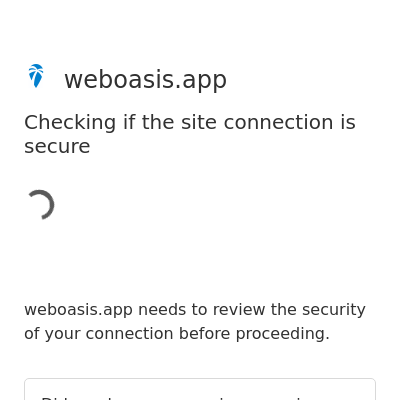 weboasis.app
Checking if the site connection is
secure
weboasis.app needs to review the security
of your connection before proceeding.